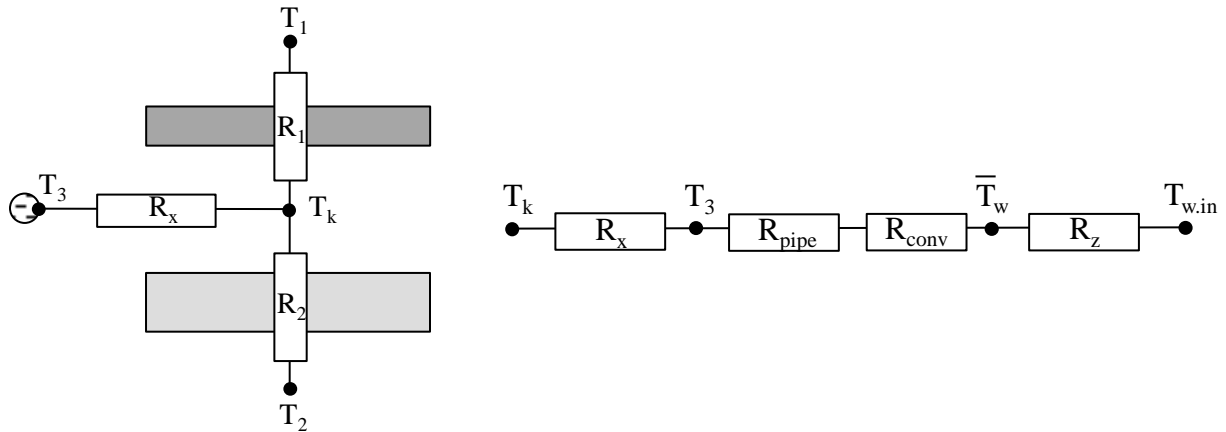 T1
R1
T3
Rx
Tk
R2
T2
Tk
Rx
T3
Rpipe
Rconv
T̅w
Rz
Tw.in